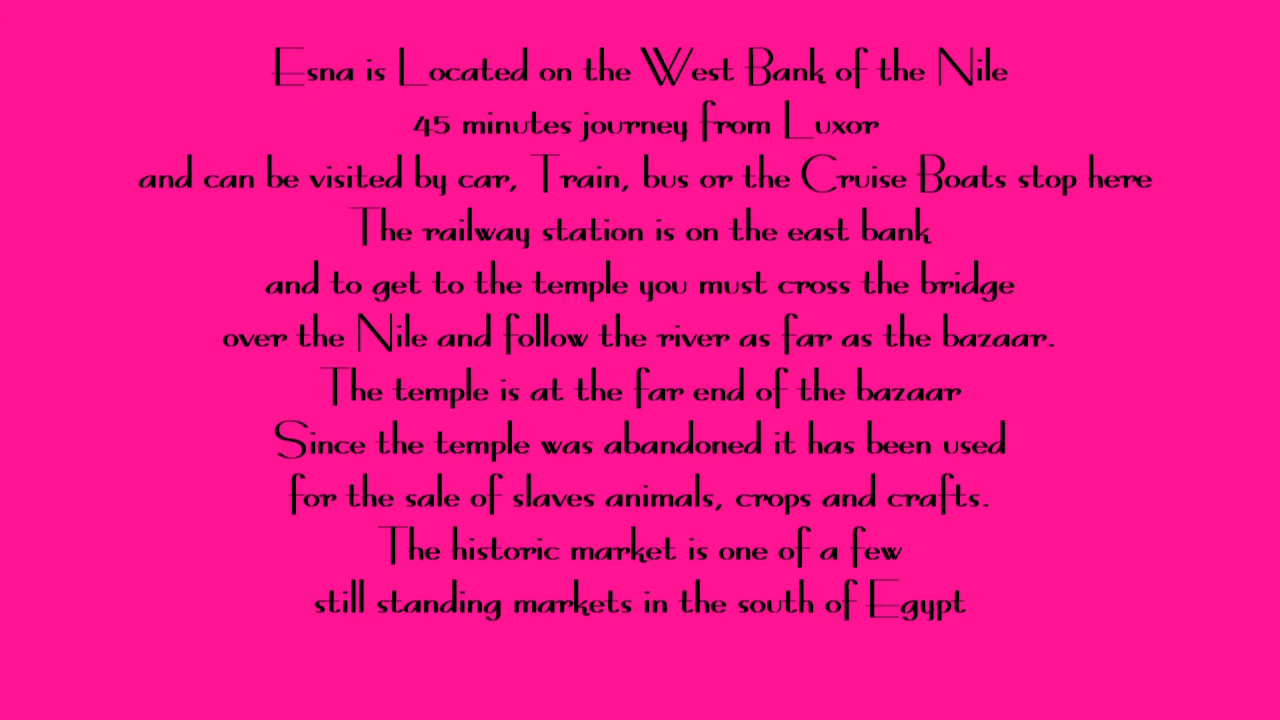 Esna is Located on the West Bank of the Nile
45 minutes journey from Luxor
and can be visited by car, Train, bus or the Cruise Boats stop here
The railway station is on the east bank
and to get to the temple you must cross the bridge
over the Nile and follow the river as far as the bazaar.
The temple is at the far end of the bazaar
Since the temple was abandoned it has been used
for the sale of slaves animals, crops and crafts.
The historic market is one of a few
still standing markets in the south of Egypt